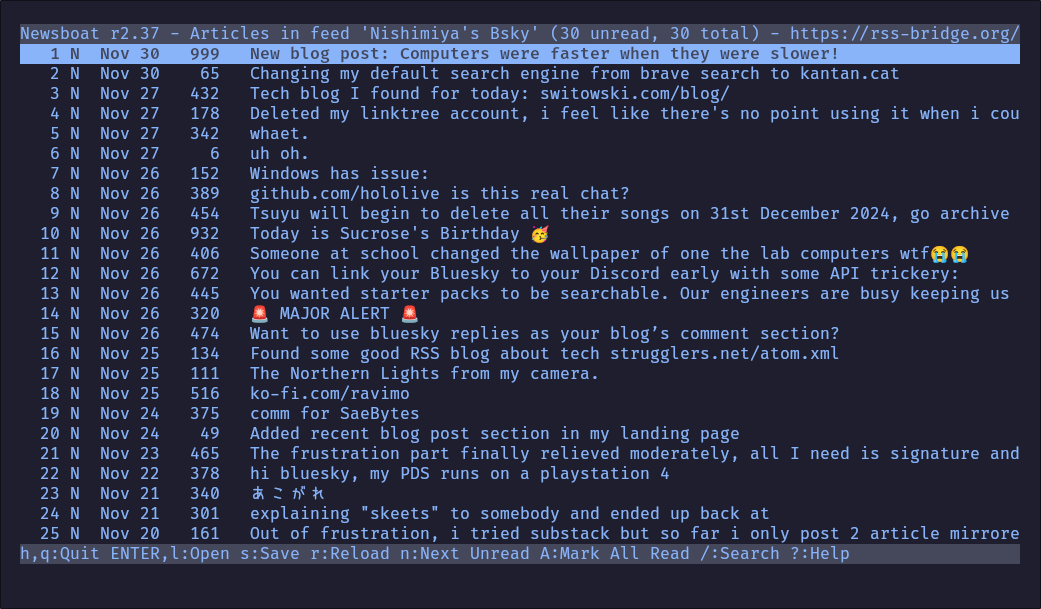 Newsboat r2.37 - Articles in feed 'Nishimiya's Bsky' (30 unread, 30 total) - https://rss-bridge.org/
1 N Nov 30 999 New blog post: Computers were faster when they were slower!
2 N Nov 30 65 Changing my default search engine from brave search to kantan.cat
3 N Nov 27 432 Tech blog I found for today: switowski.com/blog/
4 N Nov 27 178 Deleted my linktree account, i feel like there's no point using it when i cou
5 N Nov 27 342 whaet.
6 N Nov 27 6 uh oh.
7 N Nov 26 152 Windows has issue:
8 N Nov 26 389 github.com/hololive is this real chat?
9 N Nov 26 454 Tsuyu will begin to delete all their songs on 31st December 2024, go archive
10 N Nov 26 932 Today is Sucrose's Birthday 🥳
11 N Nov 26 406 Someone at school changed the wallpaper of one the lab computers wtf😭😭
12 N Nov 26 672 You can link your Bluesky to your Discord early with some API trickery:
13 N Nov 26 445 You wanted starter packs to be searchable. Our engineers are busy keeping us
14 N Nov 26 320 🚨 MAJOR ALERT 🚨
15 N Nov 26 474 Want to use bluesky replies as your blog’s comment section?
16 N Nov 25 134 Found some good RSS blog about tech strugglers.net/atom.xml
17 N Nov 25 111 The Northern Lights from my camera.
18 N Nov 25 516 ko-fi.com/ravimo
19 N Nov 24 375 comm for SaeBytes
20 N Nov 24 49 Added recent blog post section in my landing page
21 N Nov 23 465 The frustration part finally relieved moderately, all I need is signature and
22 N Nov 22 378 hi bluesky, my PDS runs on a playstation 4
23 N Nov 21 340 あこがれ
24 N Nov 21 301 explaining "skeets" to somebody and ended up back at
25 N Nov 20 161 Out of frustration, i tried substack but so far i only post 2 article mirrore
h,q:Quit ENTER,l:Open s:Save r:Reload n:Next Unread A:Mark All Read /:Search ?:Help